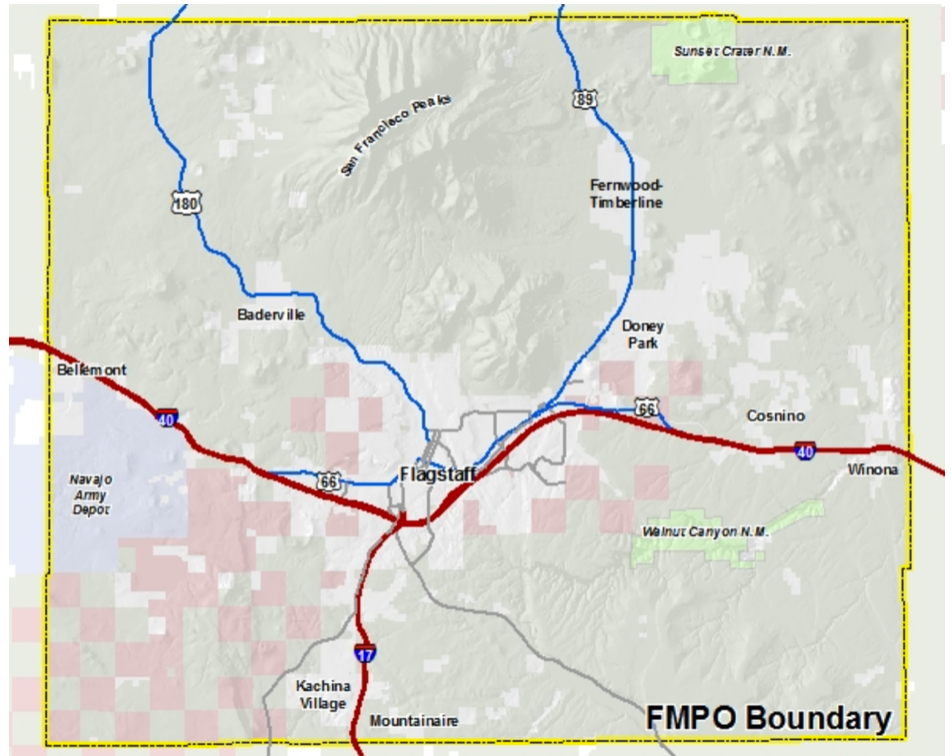 Sunset Crater N.M.
San Francisco Peaks
89
180
Fernwood-
Timberline
Baderville
Doney
Park
Bellemont
40
66
Cosnino
40
Winona
Flagstaff
66
Navajo
Army
Depot
Walnut Canyon N.M.
17
Kachina
Village
Mountainaire
FMPO Boundary